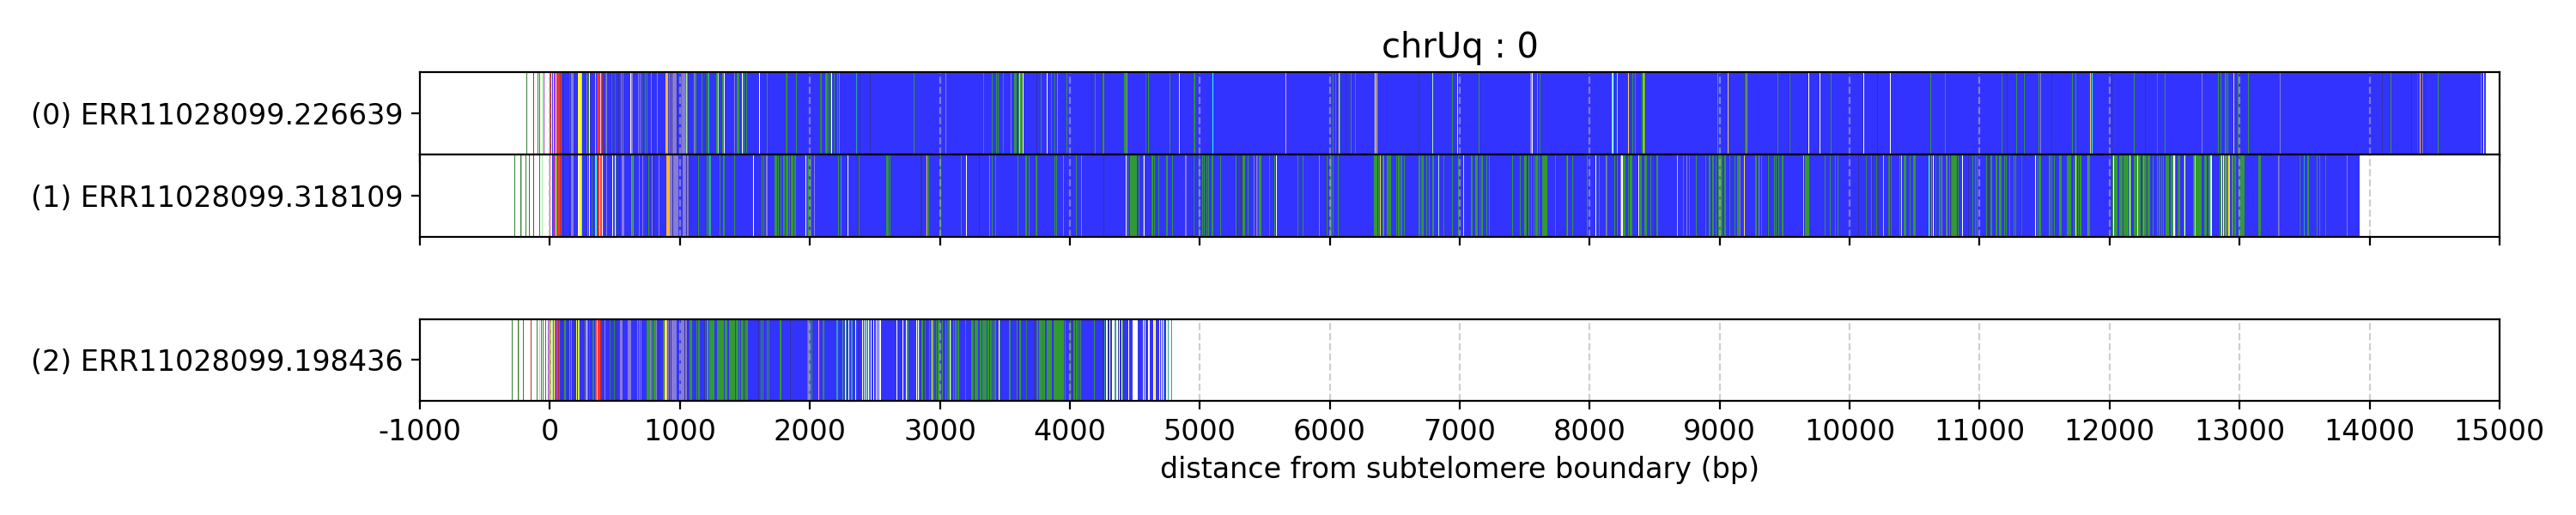 chrUq : 0
(0) ERR11028099.226639
(1) ERR11028099.318109
(2) ERR11028099.198436
-1000 0 1000 2000 3000 4000 5000 6000 7000 8000 9000 10000 11000 12000 13000 14000 15000
distance from subtelomere boundary (bp)